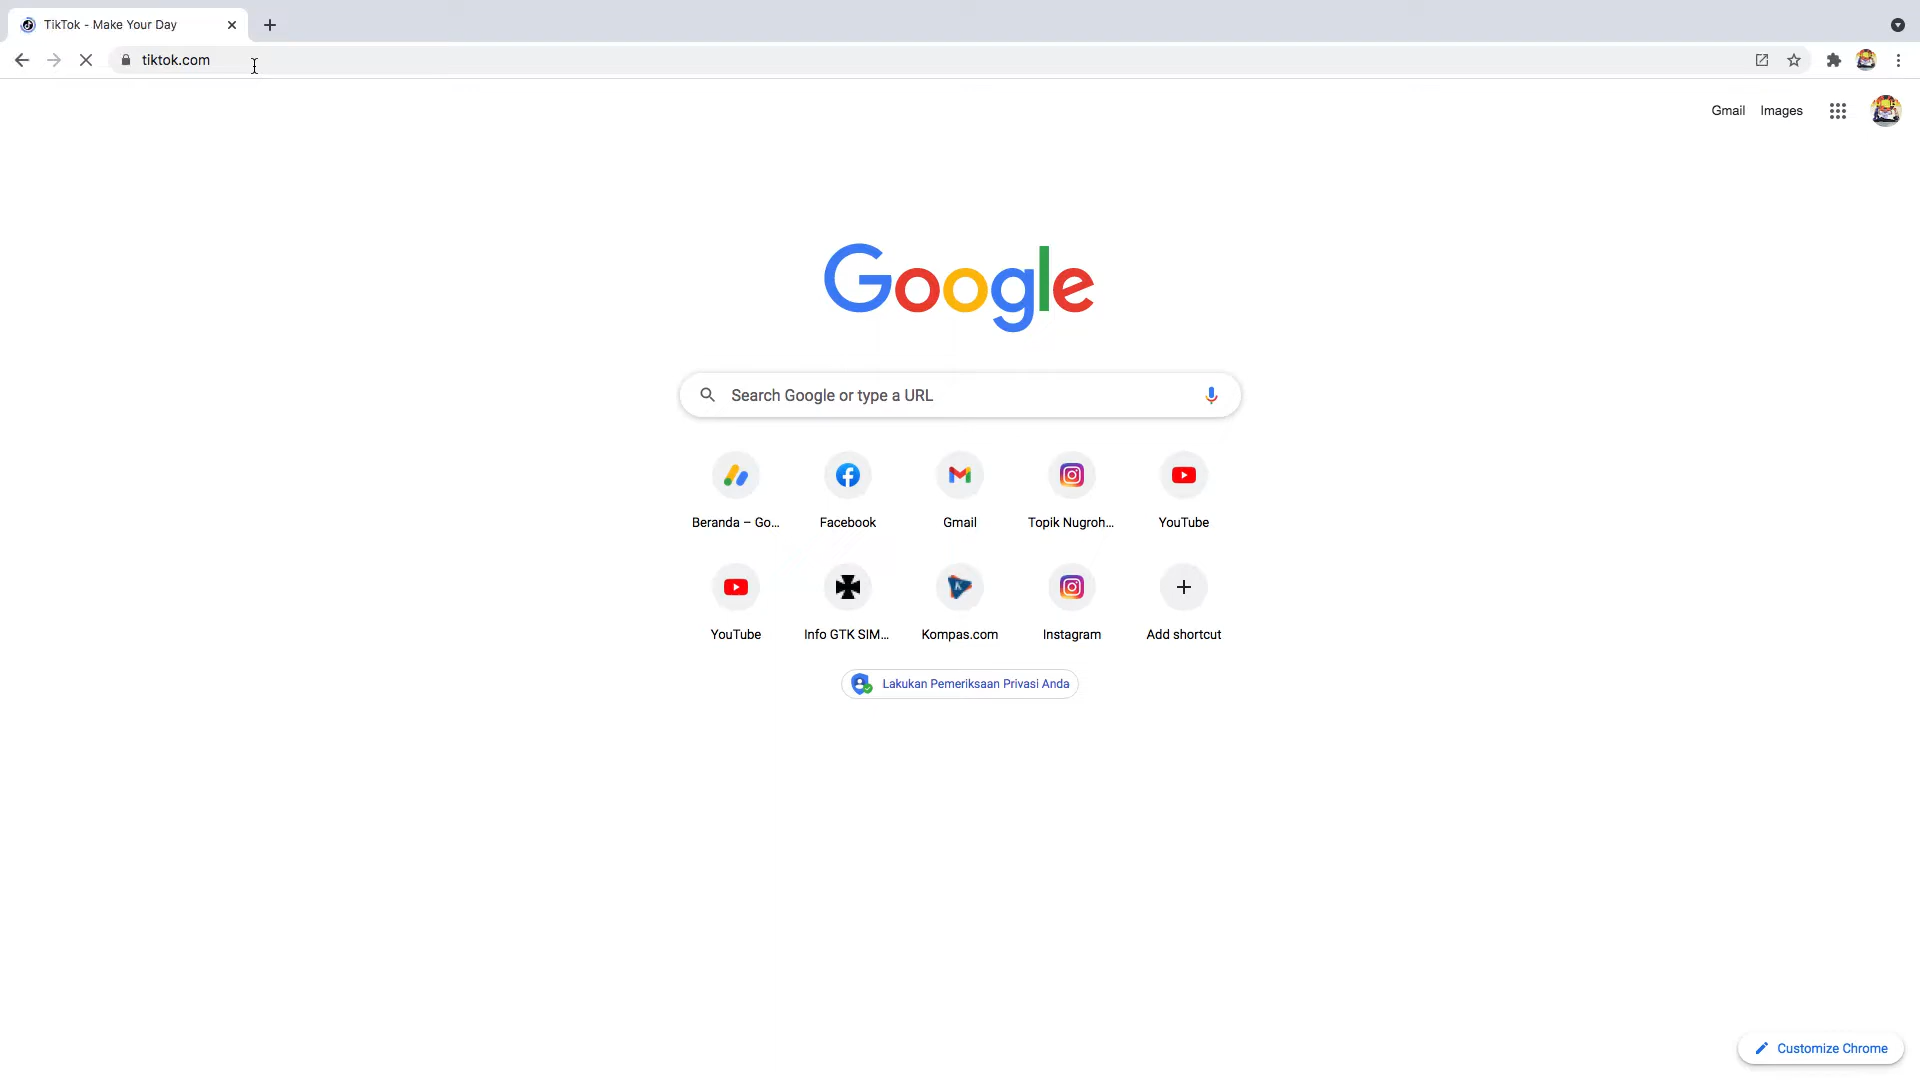 TikTok - Make Your Day
tiktok.com
Gmail Images
Google
Search Google or type a URL
Beranda – Go... Facebook Gmail Topik Nugroh... YouTube
YouTube Info GTK SIM... Kompas.com Instagram Add shortcut
Lakukan Pemeriksaan Privasi Anda
Customize Chrome